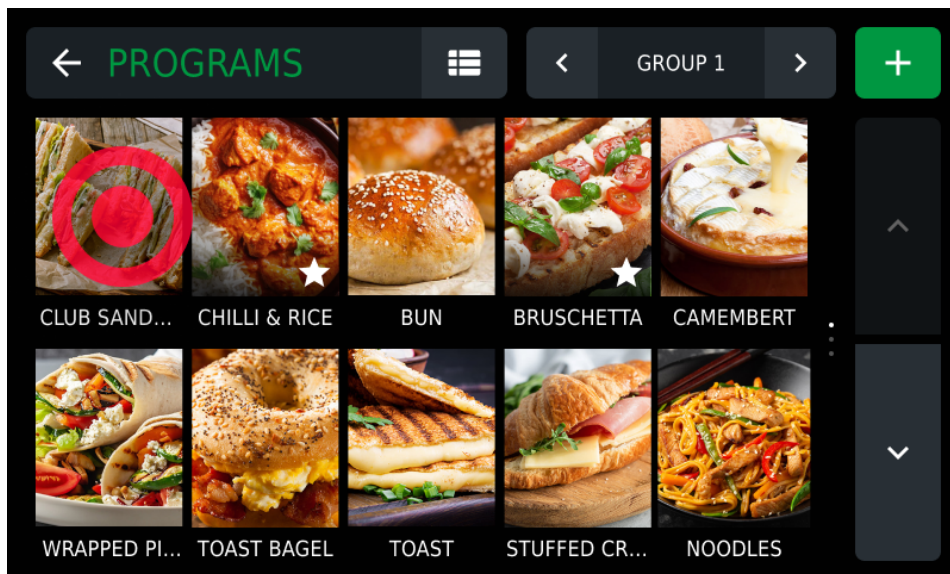 PROGRAMS
GROUP 1
CLUB SAND...
CHILLI & RICE
BUN
BRUSCHETTA
CAMEMBERT
WRAPPED PI...
TOAST BAGEL
TOAST
STUFFED CR...
NOODLES